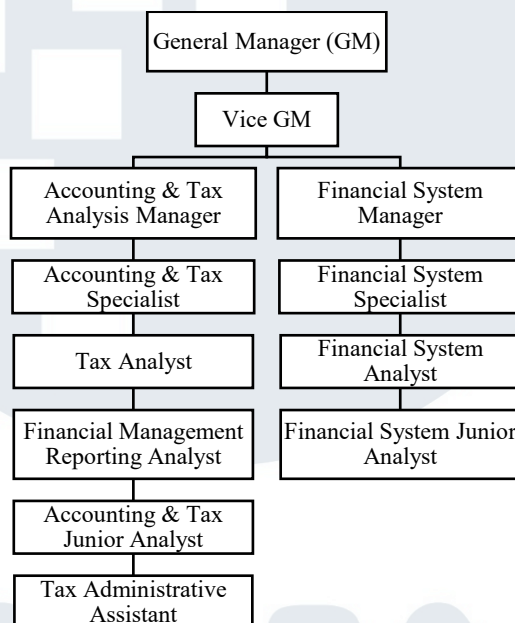 General Manager (GM)
Vice GM
Accounting & Tax
Analysis Manager
Accounting & Tax
Specialist
Tax Analyst
Financial Management
Reporting Analyst
Accounting & Tax
Junior Analyst
Tax Administrative
Assistant
Financial System
Manager
Financial System
Specialist
Financial System
Analyst
Financial System Junior
Analyst